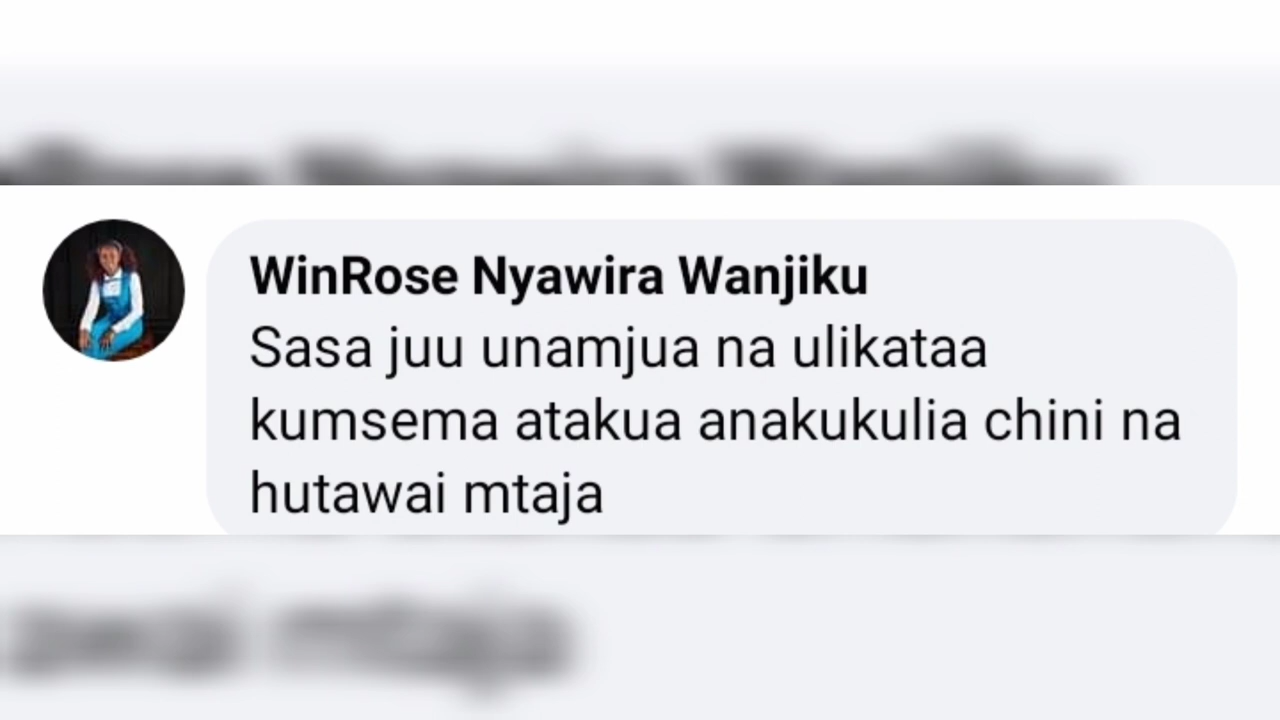 WinRose Nyawira Wanjiku
Sasa juu unamjua na ulikataa
kumsema atakua anakukulia chini na
hutawai mtaja